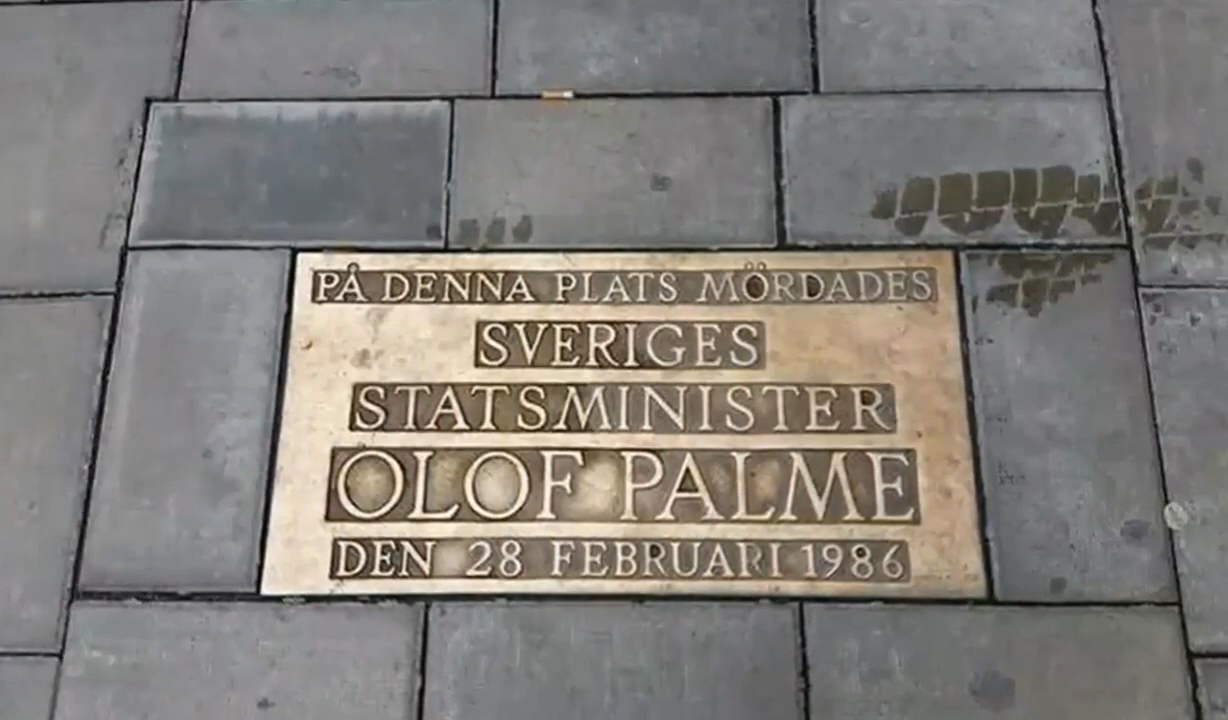 PÅ DENNA PLATS MÖRDADES
SVERIGES
STATSMINISTER
OLOF PALME
DEN 28 FEBRUARI 1986